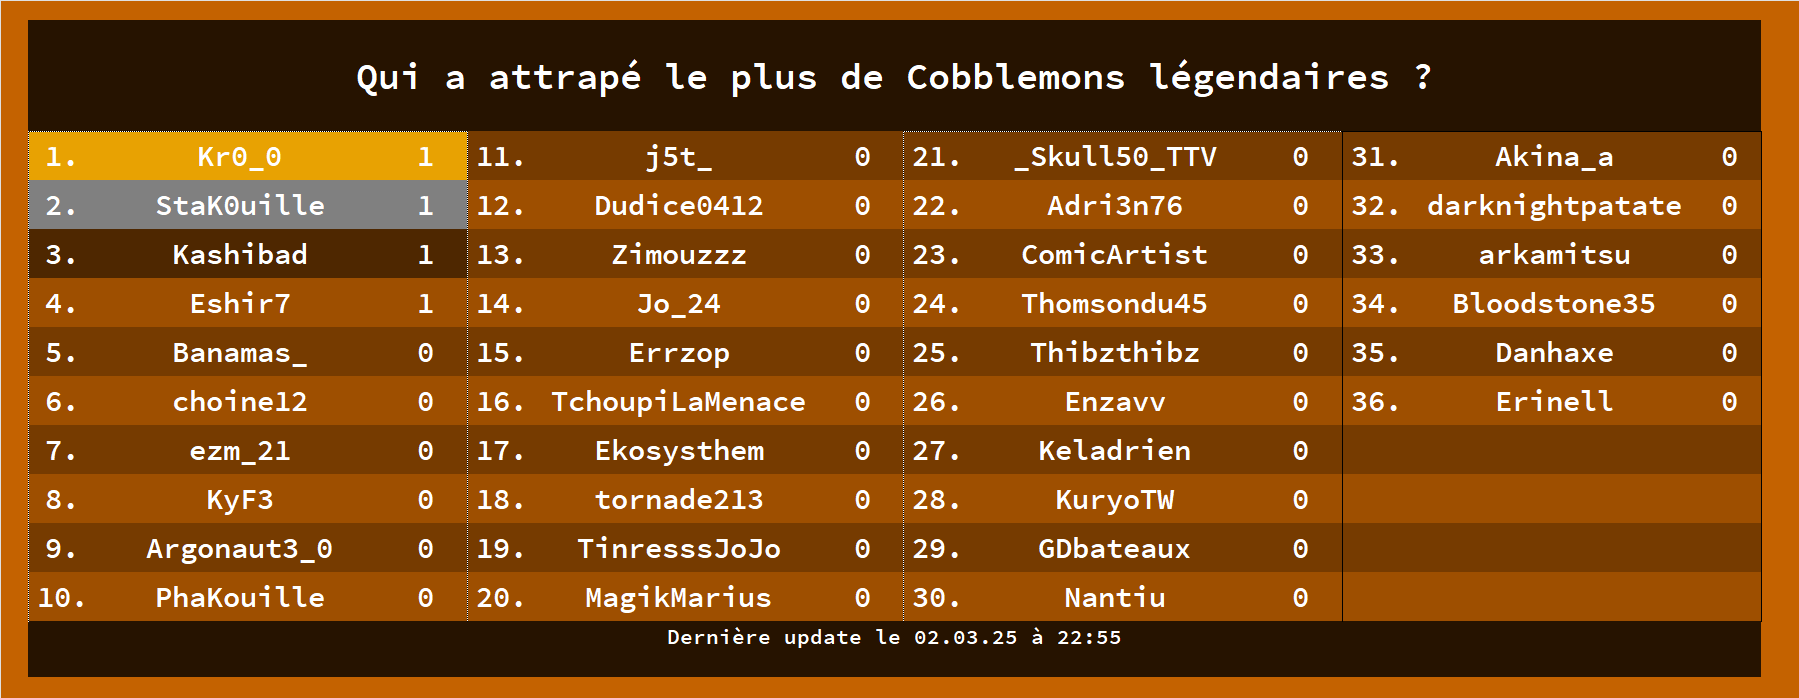 Qui a attrapé le plus de Cobblemons légendaires ?
1. Kr0_0 1
2. StaK0uille 1
3. Kashibad 1
4. Eshir7 1
5. Banamas_ 0
6. choine12 0
7. ezm_21 0
8. KyF3 0
9. Argonaut3_0 0
10. PhaKouille 0
11. j5t_ 0
12. Dudice0412 0
13. Zimouzzz 0
14. Jo_24 0
15. Errzop 0
16. TchoupiLaMenace 0
17. Ekosysthem 0
18. tornade213 0
19. TinresssJoJo 0
20. MagikMarius 0
21. _Skull50_TTV 0
22. Adri3n76 0
23. ComicArtist 0
24. Thomsondu45 0
25. Thibzthibz 0
26. Enzavv 0
27. Keladrien 0
28. KuryoTW 0
29. GDbateaux 0
30. Nantiu 0
31. Akina_a 0
32. darknightpatate 0
33. arkamitsu 0
34. Bloodstone35 0
35. Danhaxe 0
36. Erinell 0
Dernière update le 02.03.25 à 22:55